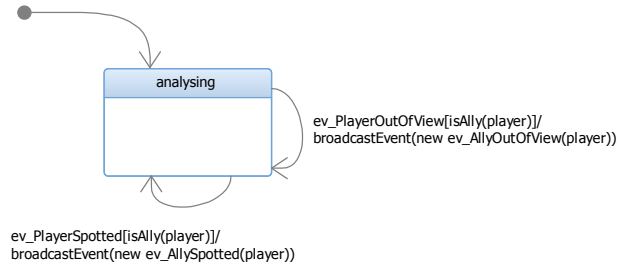 analysing
ev_PlayerOutOfView[isAlly(player)]/
broadcastEvent(new ev_AllyOutOfView(player))
ev_PlayerSpotted[isAlly(player)]/
broadcastEvent(new ev_AllySpotted(player))